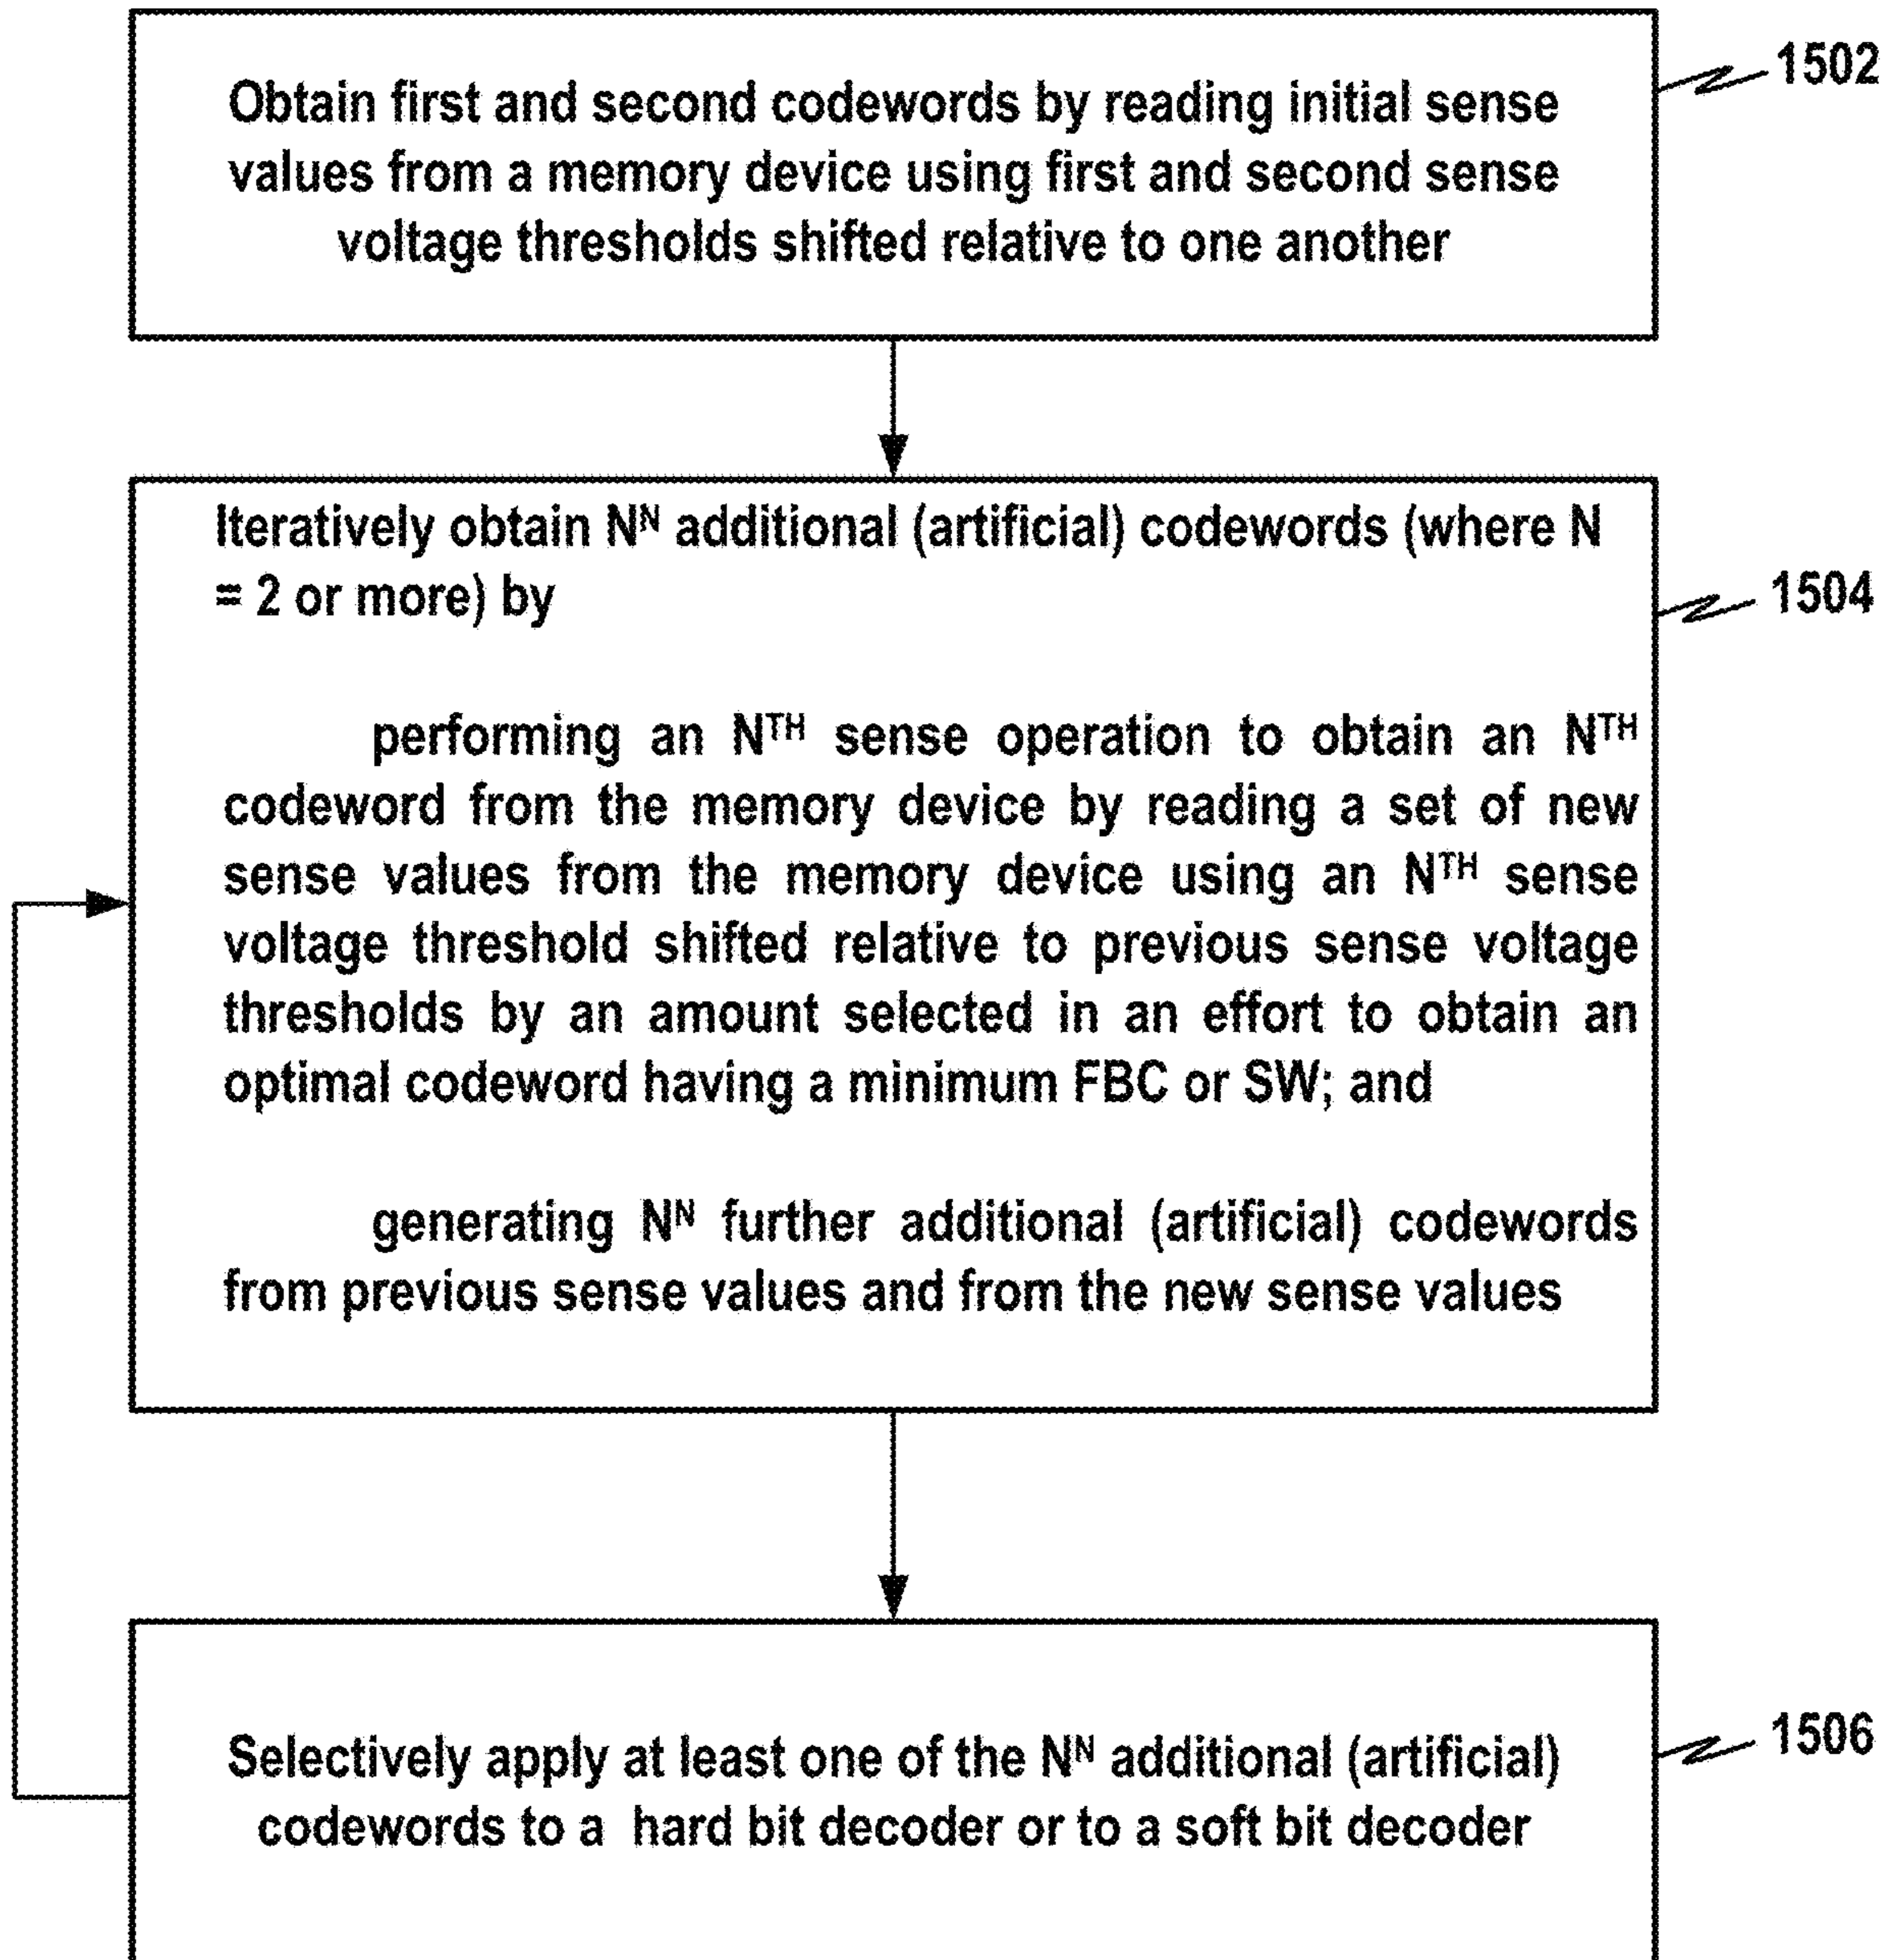 Obtain first and second codewords by reading initial sense
values from a memory device using first and second sense
voltage thresholds shifted relative to one another
1502
Iteratively obtain Nᴺ additional (artificial) codewords (where N
= 2 or more) by
1504
performing an Nᵀᴴ sense operation to obtain an Nᵀᴴ
codeword from the memory device by reading a set of new
sense values from the memory device using an Nᵀᴴ sense
voltage threshold shifted relative to previous sense voltage
thresholds by an amount selected in an effort to obtain an
optimal codeword having a minimum FBC or SW; and
generating Nᴺ further additional (artificial) codewords
from previous sense values and from the new sense values
Selectively apply at least one of the Nᴺ additional (artificial)
codewords to a hard bit decoder or to a soft bit decoder
1506